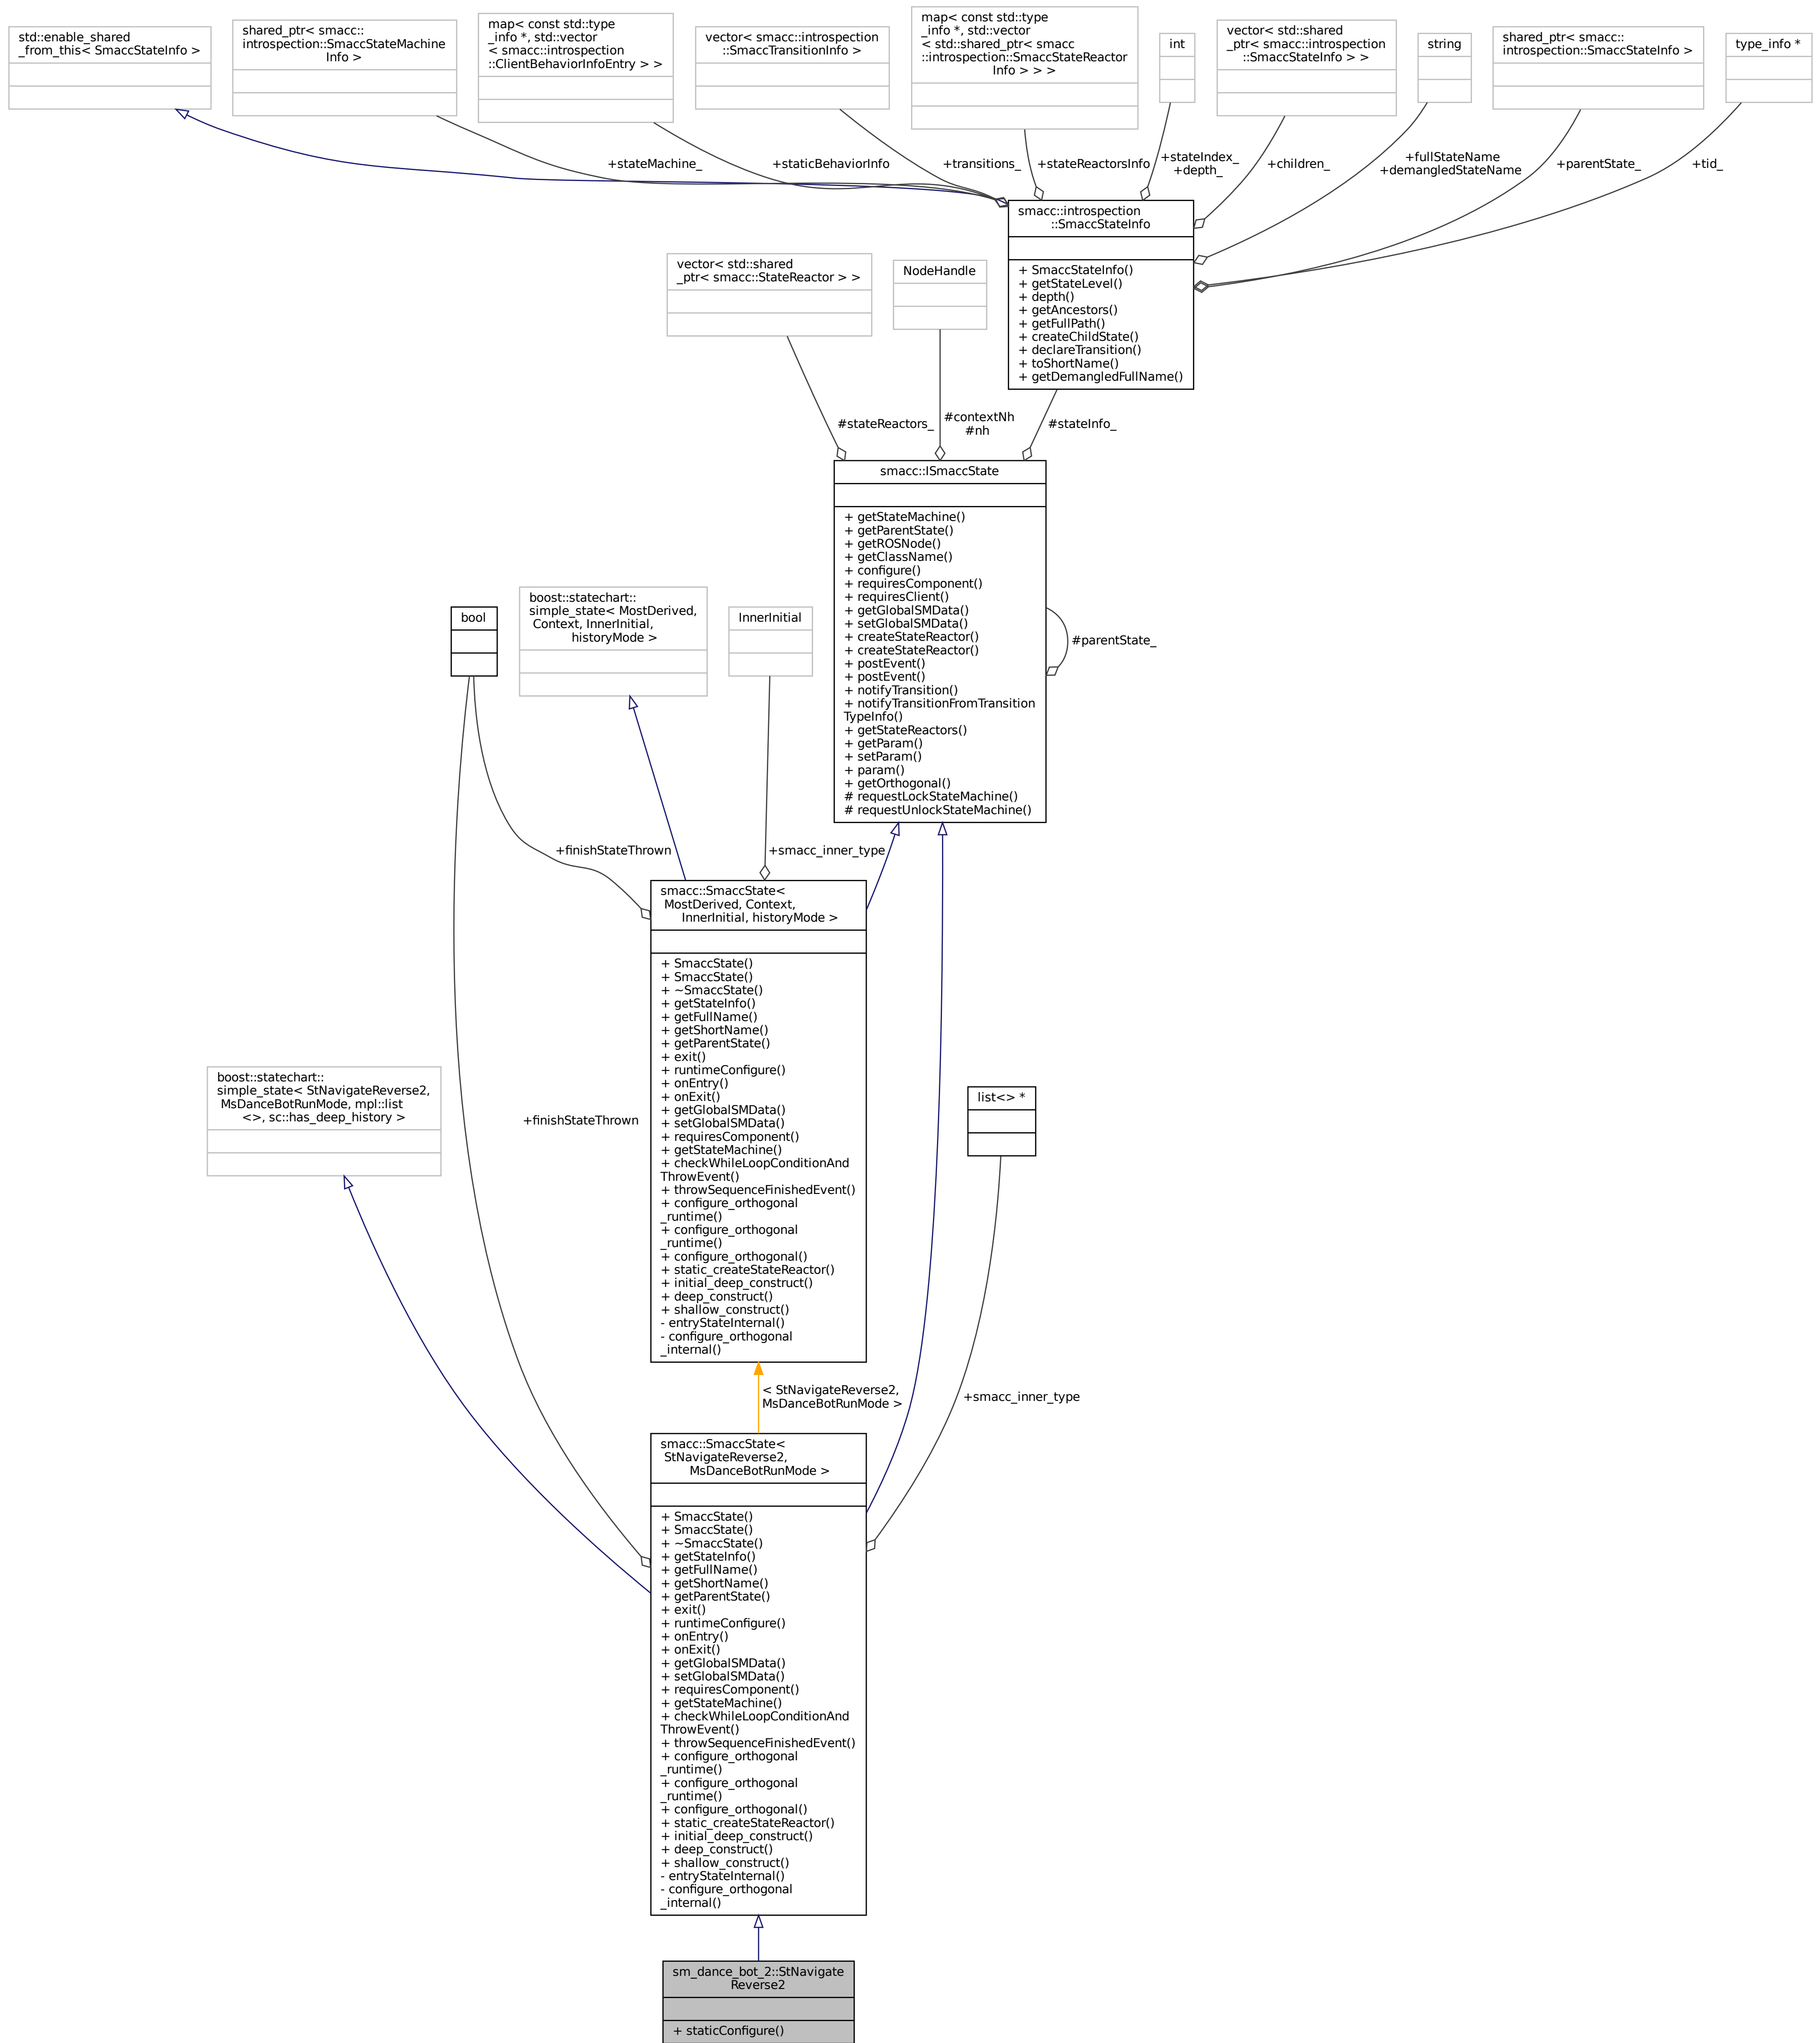 std::enable_shared
_from_this< SmaccStateInfo >
shared_ptr< smacc::
introspection::SmaccStateMachine
Info >
map< const std::type
_info *, std::vector
< smacc::introspection
::ClientBehaviorInfoEntry > >
vector< smacc::introspection
::SmaccTransitionInfo >
map< const std::type
_info *, std::vector
< std::shared_ptr< smacc
::introspection::SmaccStateReactor
Info > > >
int
vector< std::shared
_ptr< smacc::introspection
::SmaccStateInfo > >
string
shared_ptr< smacc::
introspection::SmaccStateInfo >
type_info *
+stateMachine_
+staticBehaviorInfo
+transitions_
+stateReactorsInfo
+stateIndex_
+depth_
+children_
+fullStateName
+demangledStateName
+parentState_
+tid_
smacc::introspection
::SmaccStateInfo
+ SmaccStateInfo()
+ getStateLevel()
+ depth()
+ getAncestors()
+ getFullPath()
+ createChildState()
+ declareTransition()
+ toShortName()
+ getDemangledFullName()
vector< std::shared
_ptr< smacc::StateReactor > >
NodeHandle
#stateReactors_
#contextNh
#nh
#stateInfo_
smacc::ISmaccState
+ getStateMachine()
+ getParentState()
+ getROSNode()
+ getClassName()
+ configure()
+ requiresComponent()
+ requiresClient()
+ getGlobalSMData()
+ setGlobalSMData()
+ createStateReactor()
+ createStateReactor()
+ postEvent()
+ postEvent()
+ notifyTransition()
+ notifyTransitionFromTransition
TypeInfo()
+ getStateReactors()
+ getParam()
+ setParam()
+ param()
+ getOrthogonal()
# requestLockStateMachine()
# requestUnlockStateMachine()
#parentState_
bool
boost::statechart::
simple_state< MostDerived,
Context, InnerInitial,
historyMode >
InnerInitial
+finishStateThrown
+smacc_inner_type
smacc::SmaccState<
MostDerived, Context,
InnerInitial, historyMode >
+ SmaccState()
+ SmaccState()
+ ~SmaccState()
+ getStateInfo()
+ getFullName()
+ getShortName()
+ getParentState()
+ exit()
+ runtimeConfigure()
+ onEntry()
+ onExit()
+ getGlobalSMData()
+ setGlobalSMData()
+ requiresComponent()
+ getStateMachine()
+ checkWhileLoopConditionAnd
ThrowEvent()
+ throwSequenceFinishedEvent()
+ configure_orthogonal
_runtime()
+ configure_orthogonal
_runtime()
+ configure_orthogonal()
+ static_createStateReactor()
+ initial_deep_construct()
+ deep_construct()
+ shallow_construct()
- entryStateInternal()
- configure_orthogonal
_internal()
boost::statechart::
simple_state< StNavigateReverse2,
MsDanceBotRunMode, mpl::list
<>, sc::has_deep_history >
+finishStateThrown
list<> *
< StNavigateReverse2,
MsDanceBotRunMode >
+smacc_inner_type
smacc::SmaccState<
StNavigateReverse2,
MsDanceBotRunMode >
+ SmaccState()
+ SmaccState()
+ ~SmaccState()
+ getStateInfo()
+ getFullName()
+ getShortName()
+ getParentState()
+ exit()
+ runtimeConfigure()
+ onEntry()
+ onExit()
+ getGlobalSMData()
+ setGlobalSMData()
+ requiresComponent()
+ getStateMachine()
+ checkWhileLoopConditionAnd
ThrowEvent()
+ throwSequenceFinishedEvent()
+ configure_orthogonal
_runtime()
+ configure_orthogonal
_runtime()
+ configure_orthogonal()
+ static_createStateReactor()
+ initial_deep_construct()
+ deep_construct()
+ shallow_construct()
- entryStateInternal()
- configure_orthogonal
_internal()
sm_dance_bot_2::StNavigate
Reverse2
+ staticConfigure()